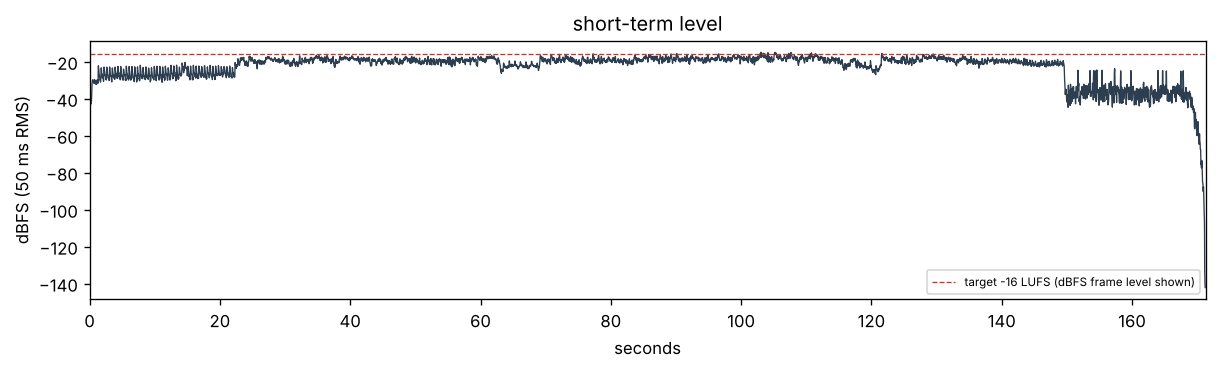 short-term level
dBFS (50 ms RMS)
−20
−40
−60
−80
−100
−120
−140
target -16 LUFS (dBFS frame level shown)
0 20 40 60 80 100 120 140 160
seconds